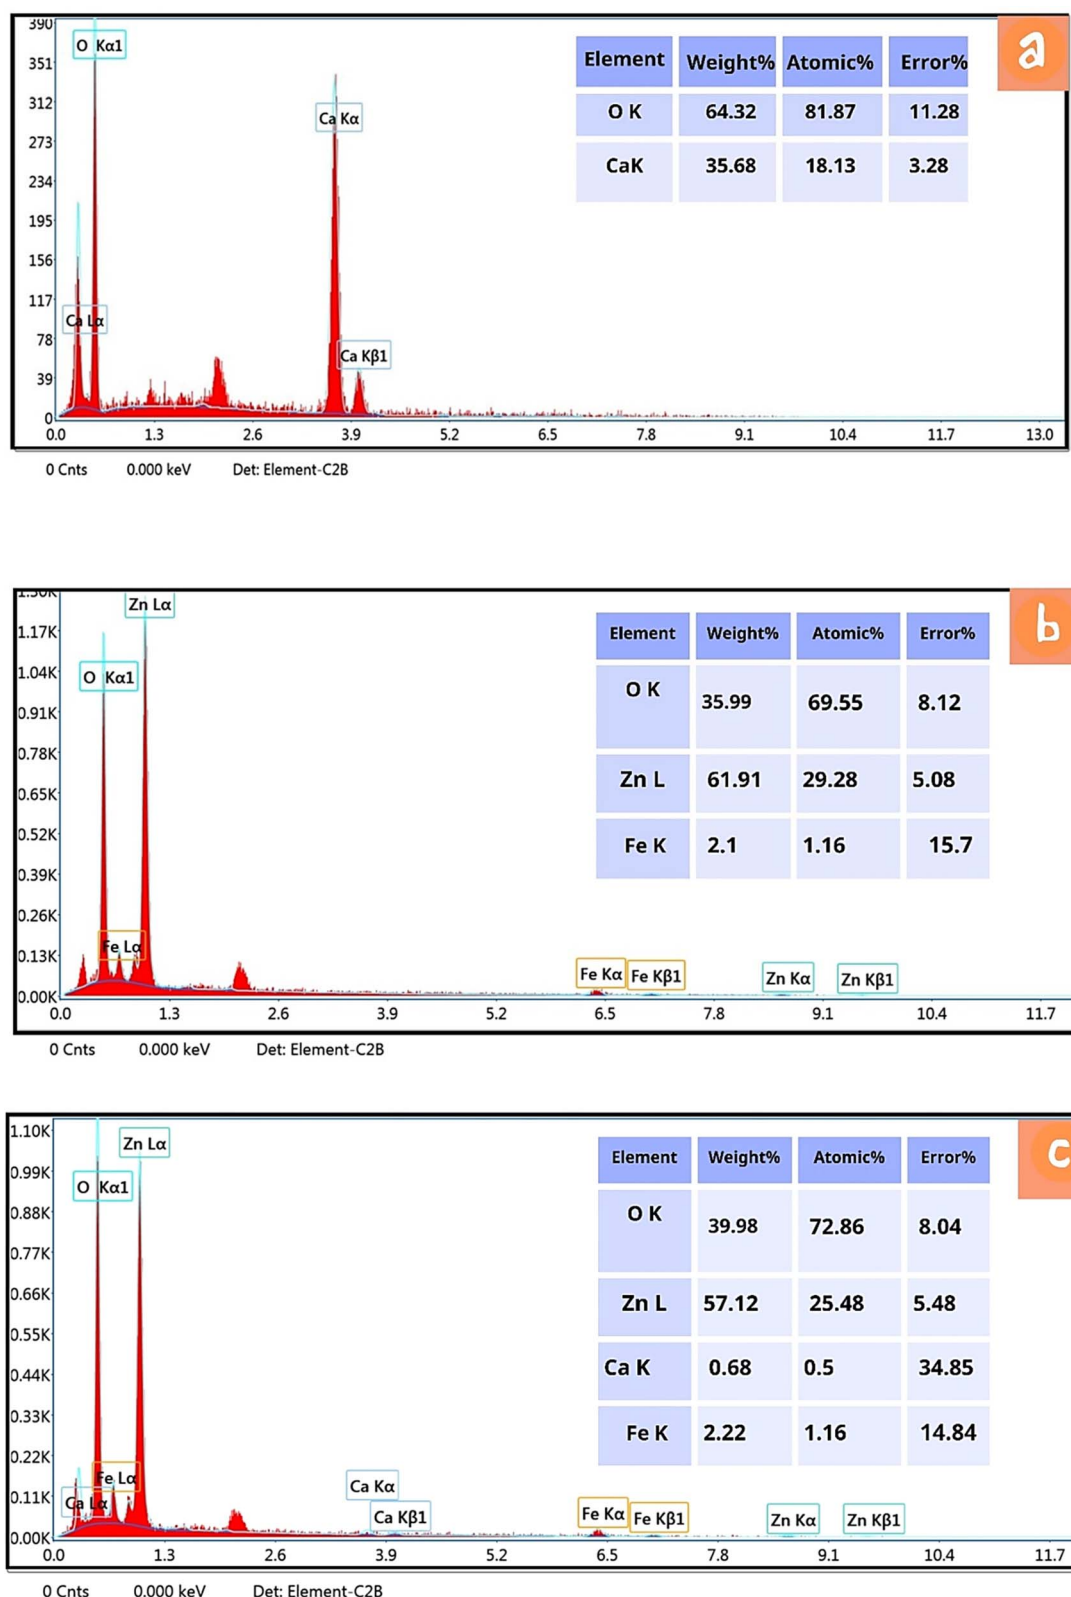 390
O Kα1
351
312
273
234
195
156
117
78
39
0
Ca Kα
Ca Lα
Ca Kβ1
Element Weight% Atomic% Error%
O K 64.32 81.87 11.28
CaK 35.68 18.13 3.28
a
0.0 1.3 2.6 3.9 5.2 6.5 7.8 9.1 10.4 11.7 13.0
0 Cnts 0.000 keV Det: Element-C2B
1.30K
1.17K
1.04K
0.91K
0.78K
0.65K
0.52K
0.39K
0.26K
0.13K
0.00K
Zn Lα
O Kα1
Fe Lα
Fe Kα Fe Kβ1 Zn Kα Zn Kβ1
Element Weight% Atomic% Error%
O K 35.99 69.55 8.12
Zn L 61.91 29.28 5.08
Fe K 2.1 1.16 15.7
b
0.0 1.3 2.6 3.9 5.2 6.5 7.8 9.1 10.4 11.7
0 Cnts 0.000 keV Det: Element-C2B
1.10K
0.99K
0.88K
0.77K
0.66K
0.55K
0.44K
0.33K
0.22K
0.11K
0.00K
Zn Lα
O Kα1
Fe Lα
Ca Lα
Ca Kα
Ca Kβ1
Fe Kα Fe Kβ1 Zn Kα Zn Kβ1
Element Weight% Atomic% Error%
O K 39.98 72.86 8.04
Zn L 57.12 25.48 5.48
Ca K 0.68 0.5 34.85
Fe K 2.22 1.16 14.84
c
0.0 1.3 2.6 3.9 5.2 6.5 7.8 9.1 10.4 11.7
0 Cnts 0.000 keV Det: Element-C2B